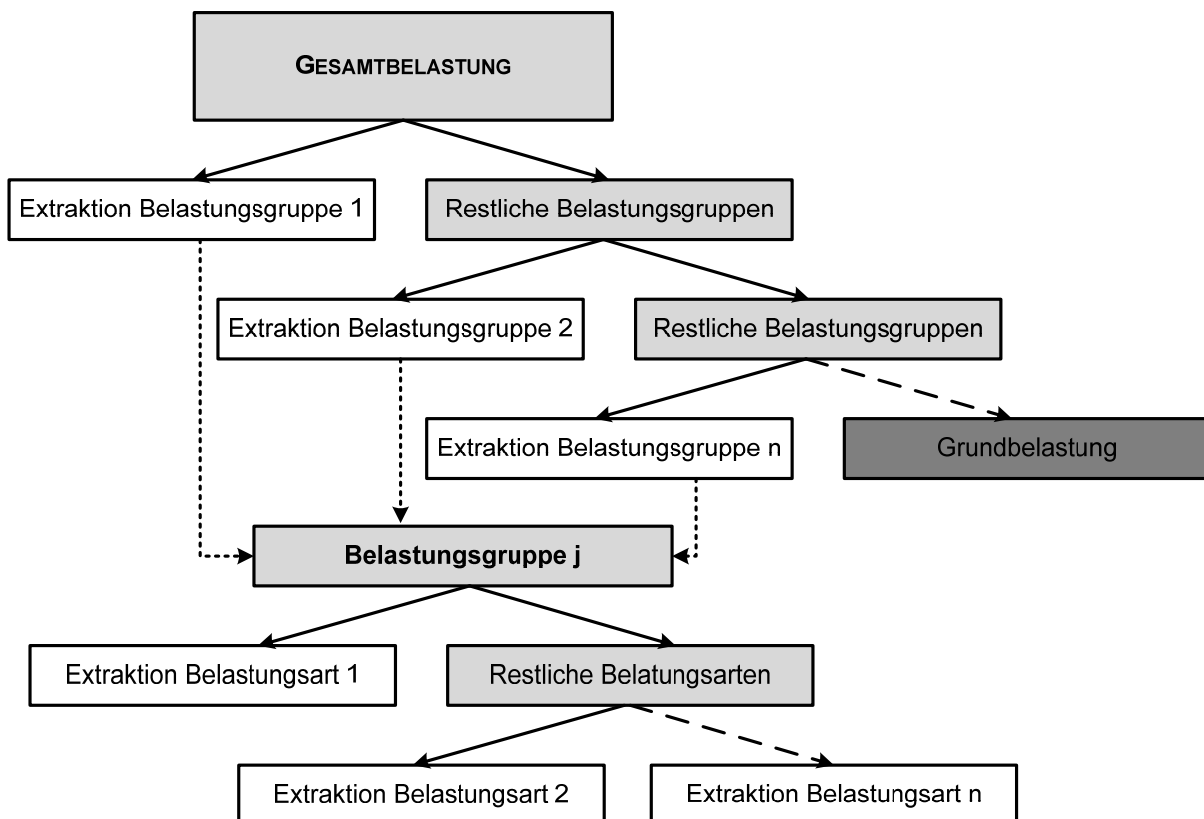 GESAMTBELASTUNG
Extraktion Belastungsgruppe 1
Restliche Belastungsgruppen
Extraktion Belastungsgruppe 2
Restliche Belastungsgruppen
Extraktion Belastungsgruppe n
Grundbelastung
Belastungsgruppe j
Extraktion Belastungsart 1
Restliche Belatungsarten
Extraktion Belastungsart 2
Extraktion Belastungsart n